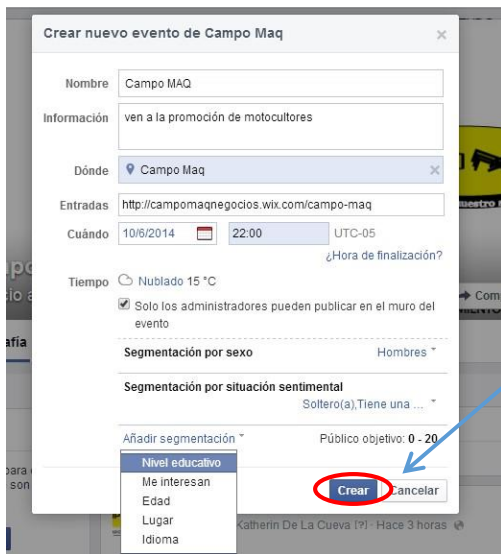 Crear nuevo evento de Campo Maq
Nombre Campo MAQ
Información ven a la promoción de motocultores
Dónde Campo Maq
Entradas http://campomaqnegocios.wix.com/campo-maq
Cuándo 10/6/2014 22:00 UTC-05
¿Hora de finalización?
Tiempo Nublado 15 °C
Solo los administradores pueden publicar en el muro del
evento
Segmentación por sexo Hombres
Segmentación por situación sentimental
Soltero(a),Tiene una ...
Añadir segmentación Público objetivo: 0 - 20
Nivel educativo
Me interesan
Edad
Lugar
Idioma
Crear Cancelar
Katherin De La Cueva [?] · Hace 3 horas
para
son